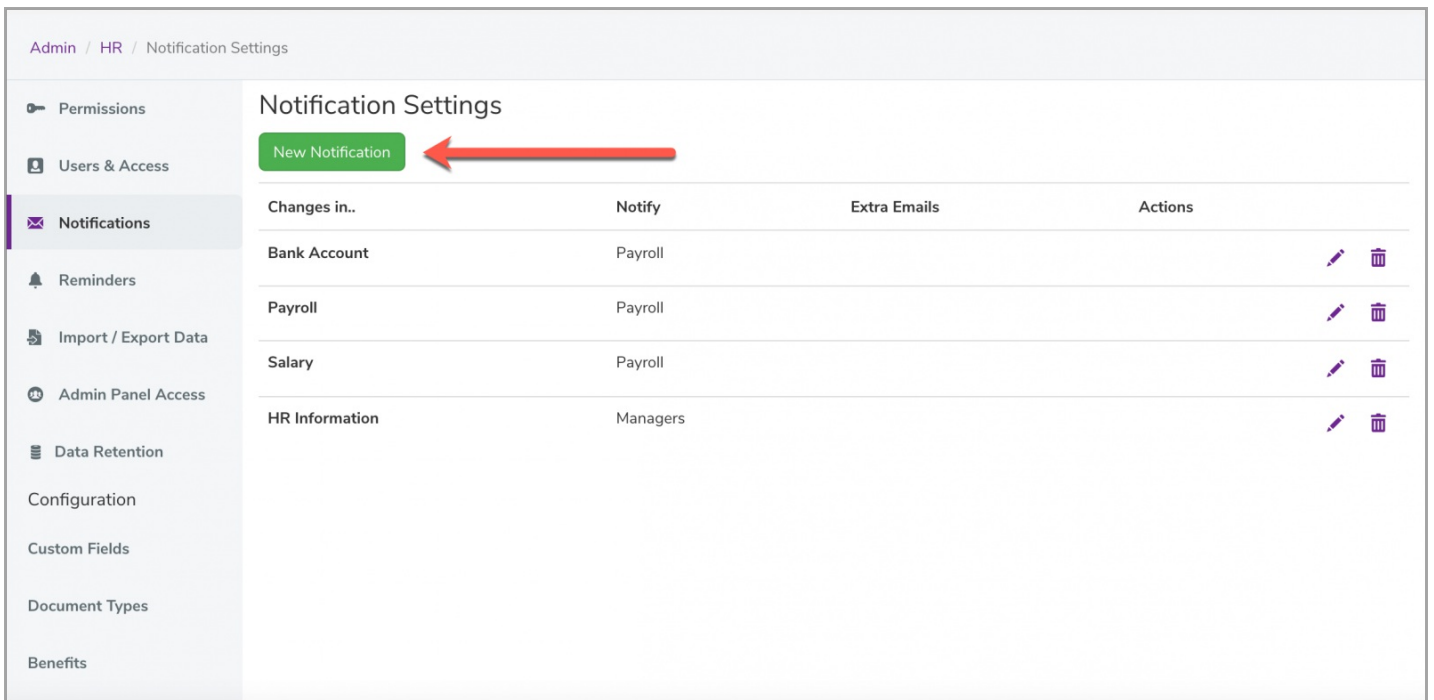 Admin / HR / Notification Settings
Permissions
Users & Access
Notifications
Reminders
Import / Export Data
Admin Panel Access
Data Retention
Configuration
Custom Fields
Document Types
Benefits
Notification Settings
New Notification
Changes in.. Notify Extra Emails Actions
Bank Account Payroll
Payroll Payroll
Salary Payroll
HR Information Managers